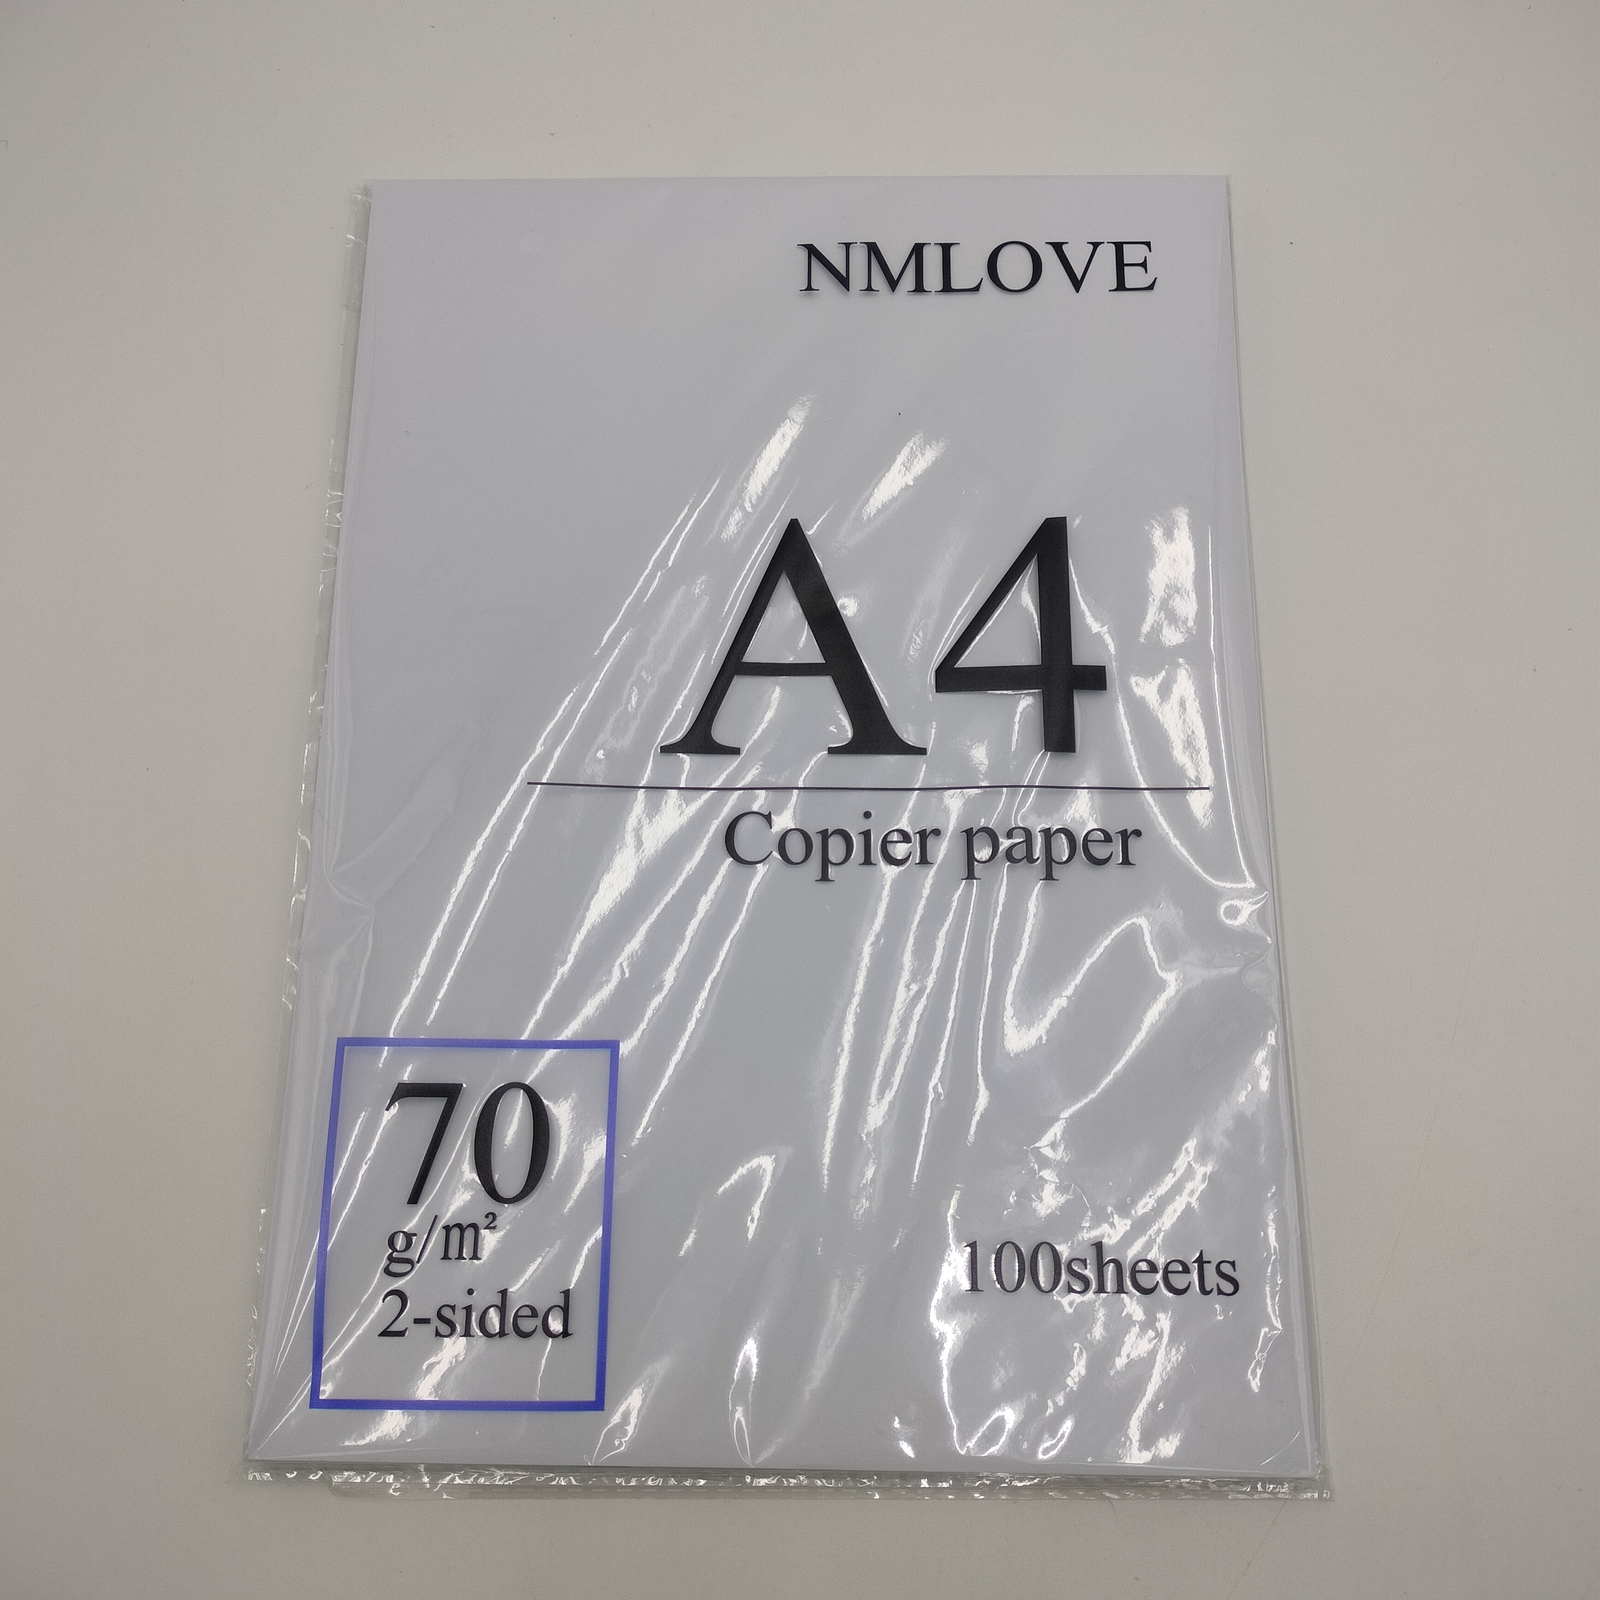 NMLOVE
A4
Copier paper
70
g/m²
2-sided
100sheets